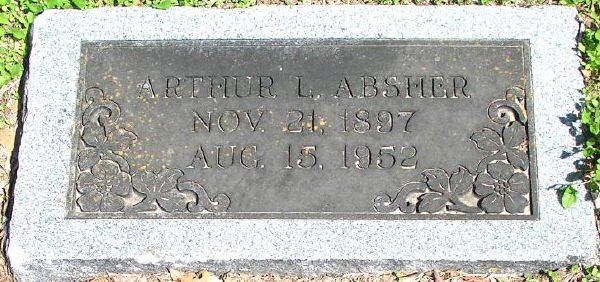 ARTHUR L. ABSHER
NOV. 21, 1897
AUG. 15, 1952